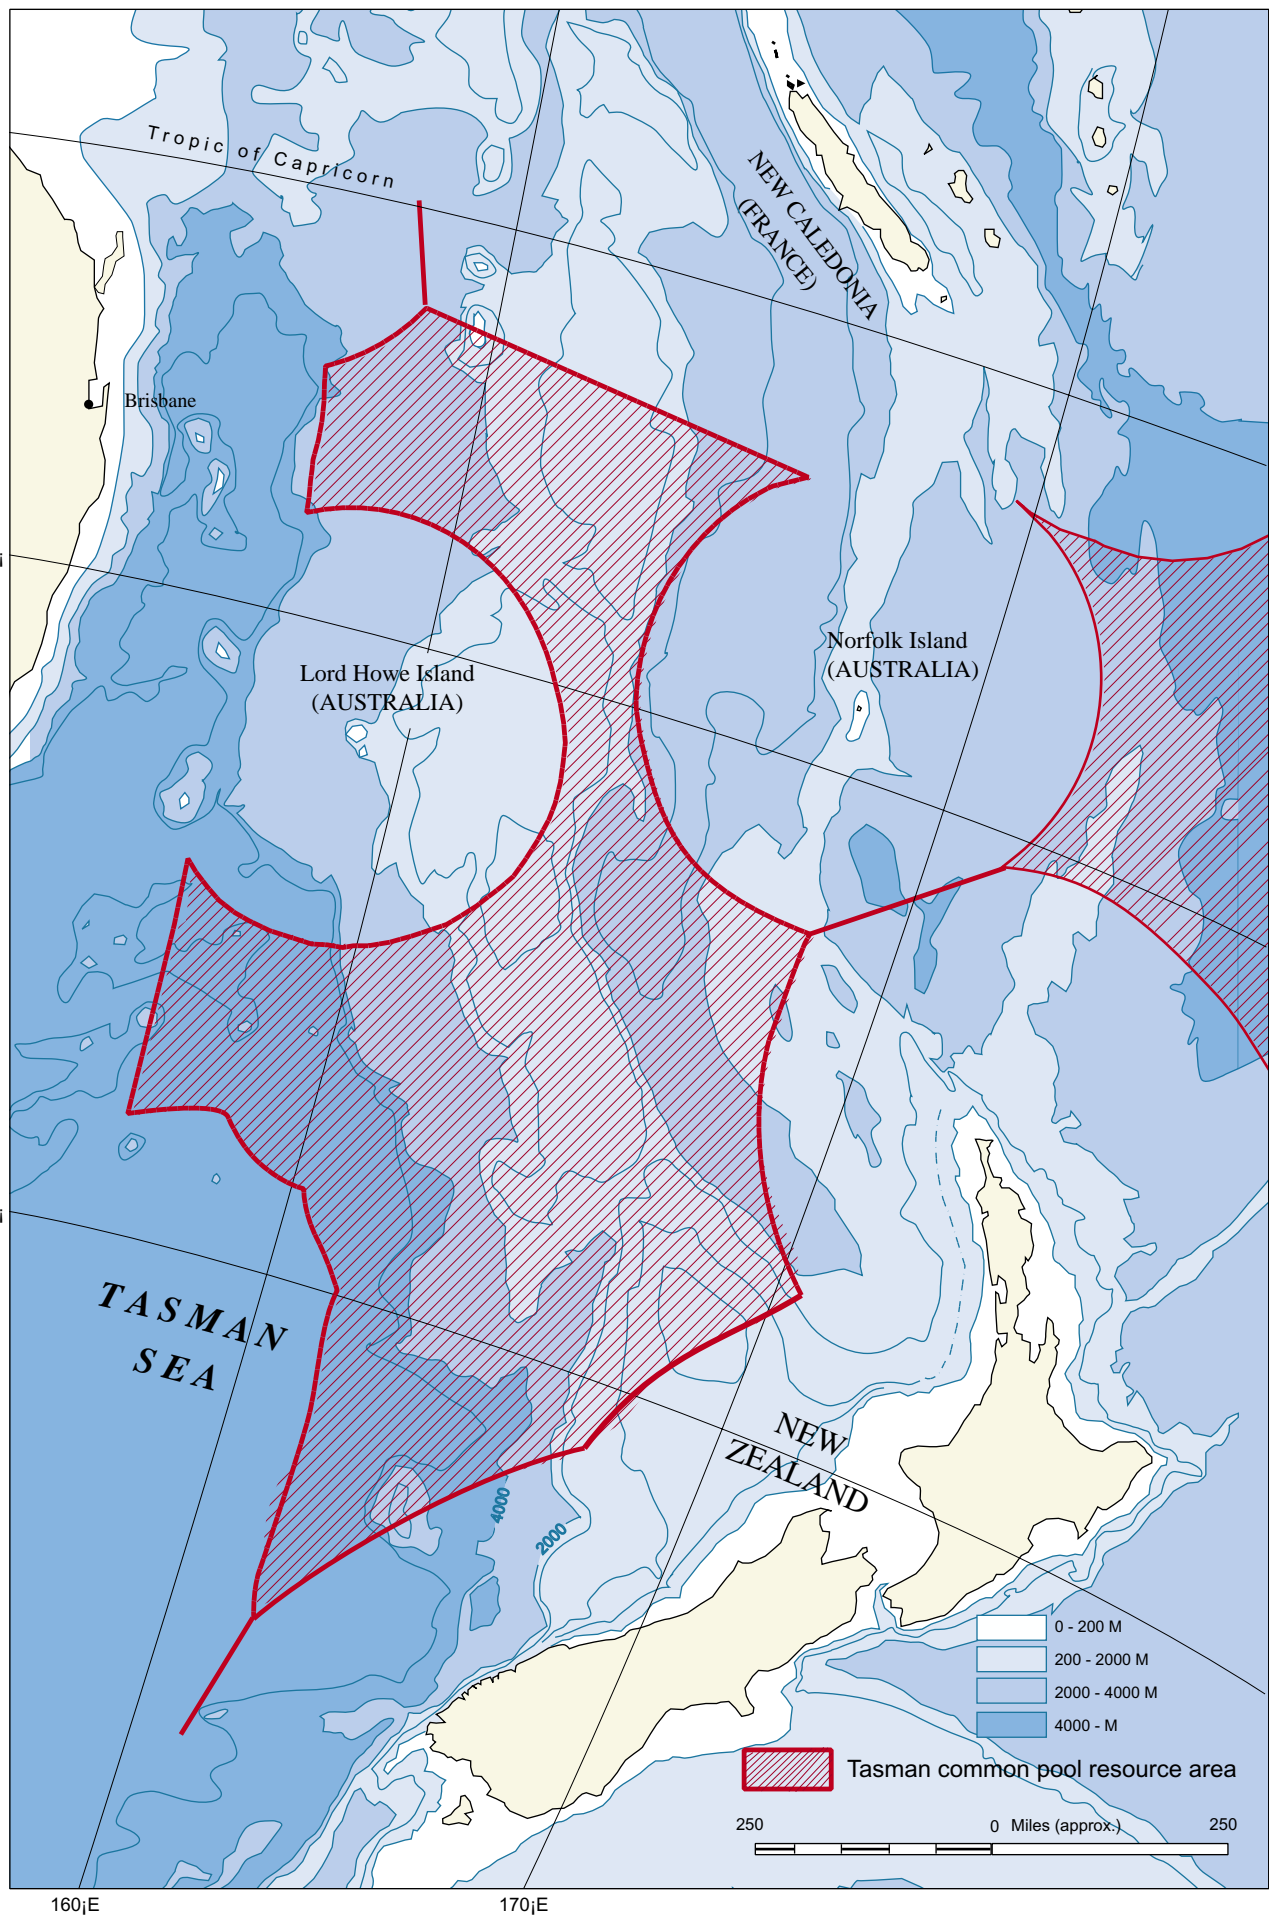 Tropic of Capricorn
NEW CALEDONIA
(FRANCE)
Brisbane
¡
Norfolk Island
(AUSTRALIA)
Lord Howe Island
(AUSTRALIA)
¡
TASMAN
SEA
NEW
ZEALAND
4000
2000
0 - 200 M
200 - 2000 M
2000 - 4000 M
4000 - M
Tasman common pool resource area
250 0 Miles (approx.) 250
160¡E 170¡E